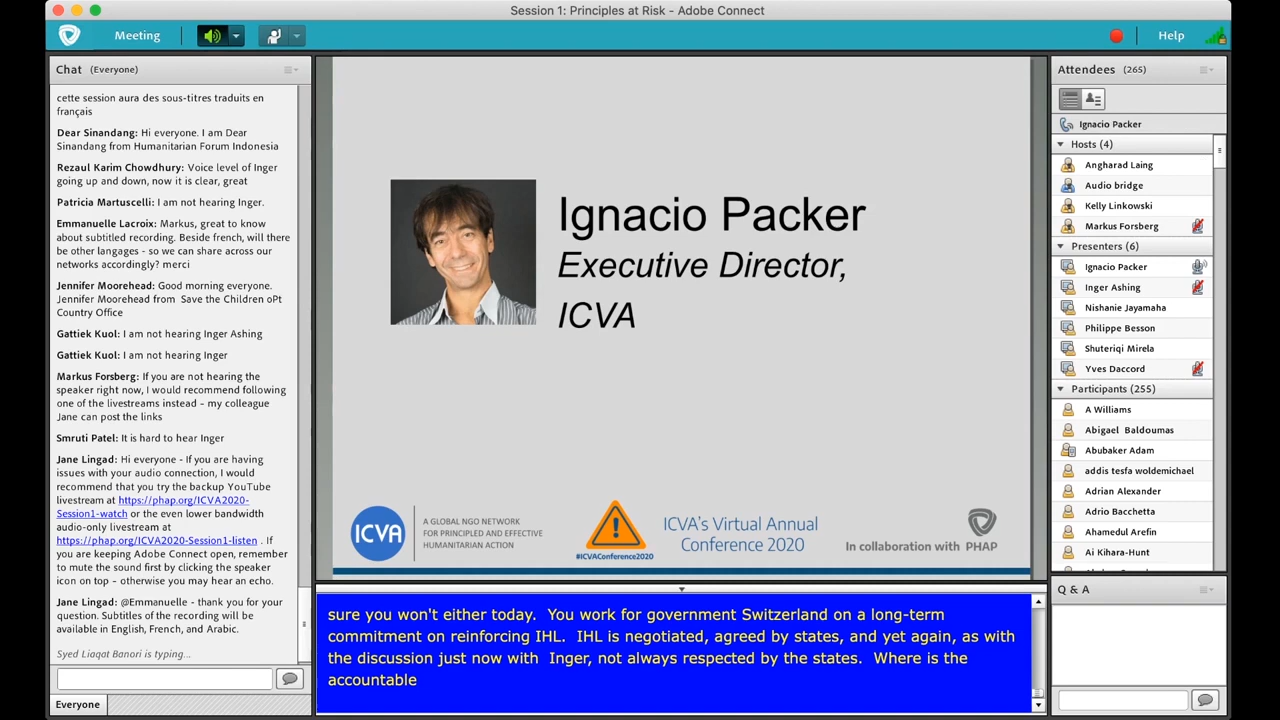 Session 1: Principles at Risk - Adobe Connect
Meeting
Help
Chat (Everyone)
cette session aura des sous-titres traduits en
français
Dear Sinandang: Hi everyone. I am Dear
Sinandang from Humanitarian Forum Indonesia
Rezaul Karim Chowdhury: Voice level of Inger
going up and down, now it is clear, great
Patricia Martuscelli: I am not hearing Inger.
Emmanuelle Lacroix: Markus, great to know
about subtitled recording. Beside french, will there
be other langages - so we can share across our
networks accordingly? merci
Jennifer Moorehead: Good morning everyone.
Jennifer Moorehead from Save the Children oPt
Country Office
Gattiek Kuol: I am not hearing Inger Ashing
Gattiek Kuol: I am not hearing Inger
Markus Forsberg: If you are not hearing the
speaker right now, I would recommend following
one of the livestreams instead - my colleague
Jane can post the links
Smruti Patel: It is hard to hear Inger
Jane Lingad: Hi everyone - If you are having
issues with your audio connection, I would
recommend that you try the backup YouTube
livestream at https://phap.org/ICVA2020-
Session1-watch or the even lower bandwidth
audio-only livestream at
https://phap.org/ICVA2020-Session1-listen . If
you are keeping Adobe Connect open, remember
to mute the sound first by clicking the speaker
icon on top - otherwise you may hear an echo.
Jane Lingad: @Emmanuelle - thank you for your
question. Subtitles of the recording will be
available in English, French, and Arabic.
Syed Liaqat Banori is typing...
Everyone
Ignacio Packer
Executive Director,
ICVA
ICVA
A GLOBAL NGO NETWORK
FOR PRINCIPLED AND EFFECTIVE
HUMANITARIAN ACTION
#ICVAConference2020
ICVA's Virtual Annual
Conference 2020
In collaboration with PHAP
sure you won't either today. You work for government Switzerland on a long-term
commitment on reinforcing IHL. IHL is negotiated, agreed by states, and yet again, as with
the discussion just now with Inger, not always respected by the states. Where is the
accountable
Attendees (265)
Ignacio Packer
Hosts (4)
Angharad Laing
Audio bridge
Kelly Linkowski
Markus Forsberg
Presenters (6)
Ignacio Packer
Inger Ashing
Nishanie Jayamaha
Philippe Besson
Shuteriqi Mirela
Yves Daccord
Participants (255)
A Williams
Abigael Baldoumas
Abubaker Adam
addis tesfa woldemichael
Adrian Alexander
Adrio Bacchetta
Ahamedul Arefin
Ai Kihara-Hunt
Q & A